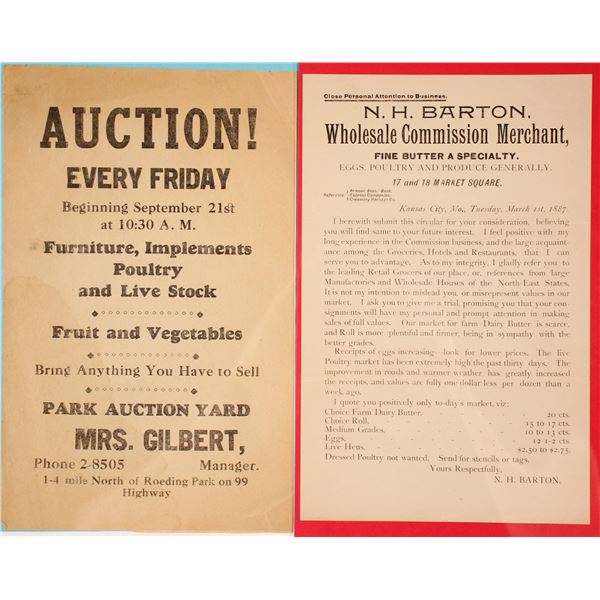 AUCTION!
EVERY FRIDAY
Beginning September 21st
at 10:30 A. M.
Furniture, Implements
Poultry
and Live Stock
Fruit and Vegetables
Bring Anything You Have to Sell
PARK AUCTION YARD
MRS. GILBERT,
Phone 2-8505 Manager.
1-4 mile North of Roeding Park on 99
Highway
Close Personal Attention to Business.
N. H. BARTON,
Wholesale Commission Merchant,
FINE BUTTER A SPECIALTY.
EGGS, POULTRY AND PRODUCE GENERALLY.
17 and 18 MARKET SQUARE.
Armour Bros. Bank.
Reference: Express Companies.
Creamery Package Co.
Kansas City, Mo., Tuesday, March 1st, 1887.
I herewith submit this circular for your consideration, believing
you will find same to your future interest. I feel positive with my
long experience in the Commission business, and the large acquaint-
ance among the Groceries, Hotels and Restaurants, that I can
serve you to advantage. As to my integrity, I gladly refer you to
the leading Retail Grocers of our place, or, references from large
Manufactories and Wholesale Houses of the North-East States.
It is not my intention to mislead you, or misrepresent values in our
market. I ask you to give me a trial, promising you that your con-
signments will have my personal and prompt attention in making
sales of full values. Our market for farm Dairy Butter is scarce,
and Roll is more plentiful and firmer, being in sympathy with the
better grades.
Receipts of eggs increasing—look for lower prices. The live
Poultry market has been extremely high the past thirty days. The
improvement in roads and warmer weather has greatly increased
the receipts, and values are fully one dollar less per dozen than a
week ago.
I quote you positively only to-day's market, viz:
Choice Farm Dairy Butter, 20 cts.
Choice Roll, 15 to 17 cts.
Medium Grades, 10 to 13 cts.
Eggs, 12 1-2 cts.
Live Hens, $2.50 to $2.75.
Dressed Poultry not wanted. Send for stencils or tags.
Yours Respectfully,
N. H. BARTON.